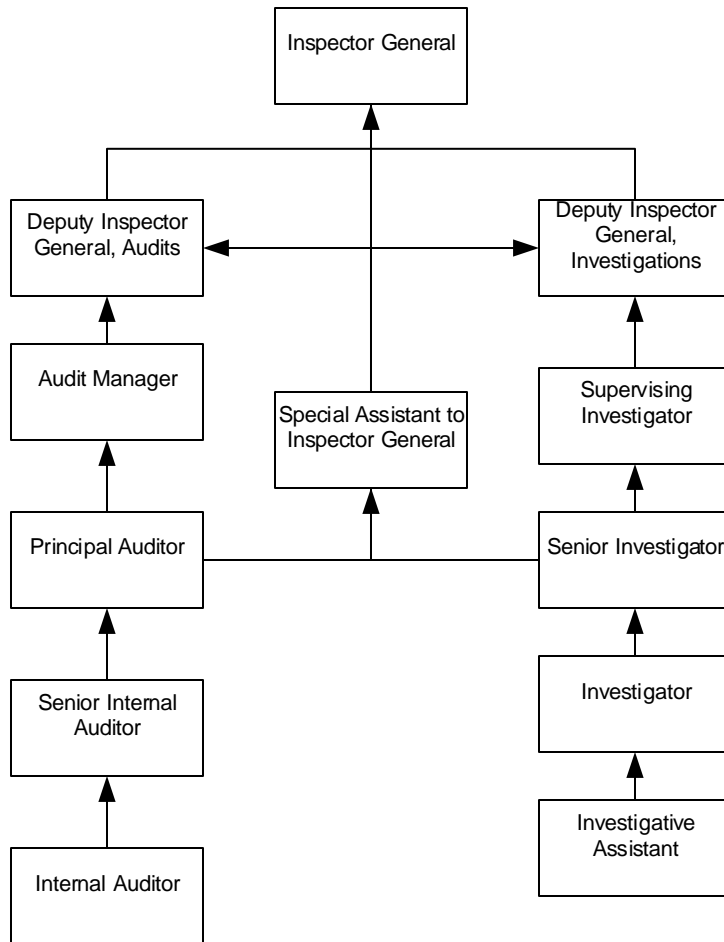 Inspector General
Deputy Inspector
General, Audits
Deputy Inspector
General,
Investigations
Audit Manager
Special Assistant to
Inspector General
Supervising
Investigator
Principal Auditor
Senior Investigator
Senior Internal
Auditor
Investigator
Internal Auditor
Investigative
Assistant